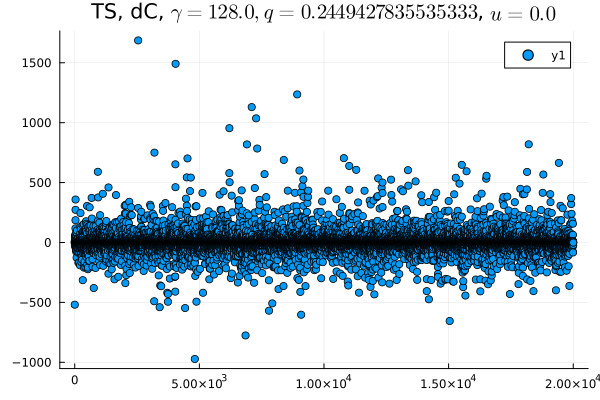 TS, dC, γ = 128.0, q = 0.2449427835535333, u = 0.0
y1
1500
1000
500
0
−500
−1000
0 5.00×10³ 1.00×10⁴ 1.50×10⁴ 2.00×10⁴